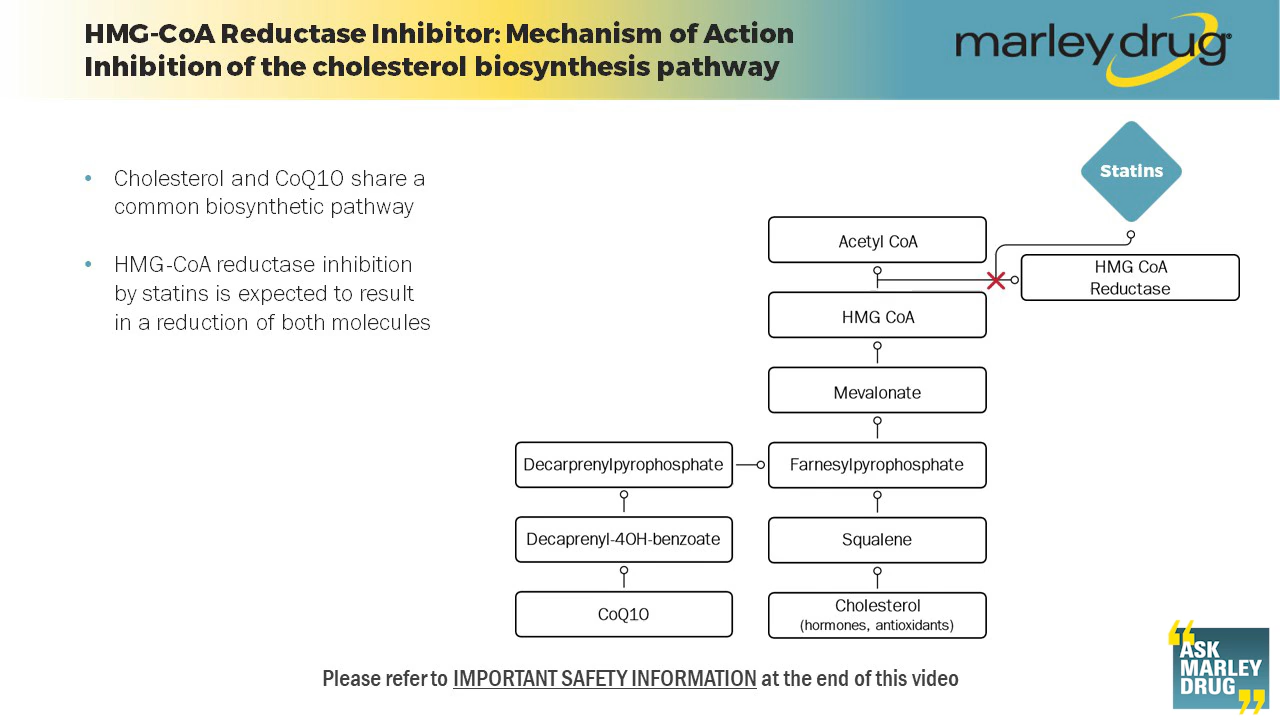 HMG-CoA Reductase Inhibitor: Mechanism of Action
Inhibition of the cholesterol biosynthesis pathway
marley drug®
• Cholesterol and CoQ10 share a
common biosynthetic pathway
• HMG-CoA reductase inhibition
by statins is expected to result
in a reduction of both molecules
Statins
Acetyl CoA
HMG CoA
Reductase
HMG CoA
Mevalonate
Decarprenylpyrophosphate
Farnesylpyrophosphate
Decaprenyl-4OH-benzoate
Squalene
CoQ10
Cholesterol
(hormones, antioxidants)
Please refer to IMPORTANT SAFETY INFORMATION at the end of this video
“ASK
MARLEY
DRUG”